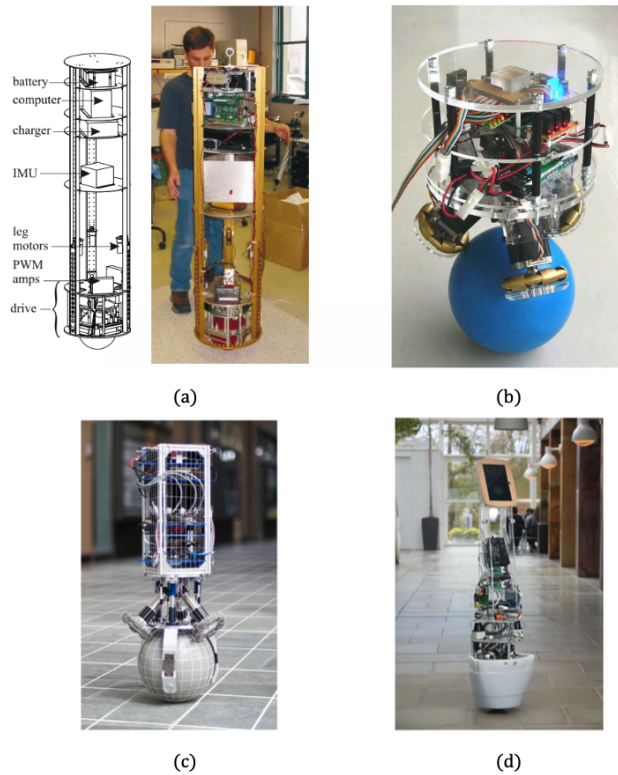 battery
computer
charger
IMU
leg
motors
PWM
amps
drive
(a)
(b)
(c)
(d)